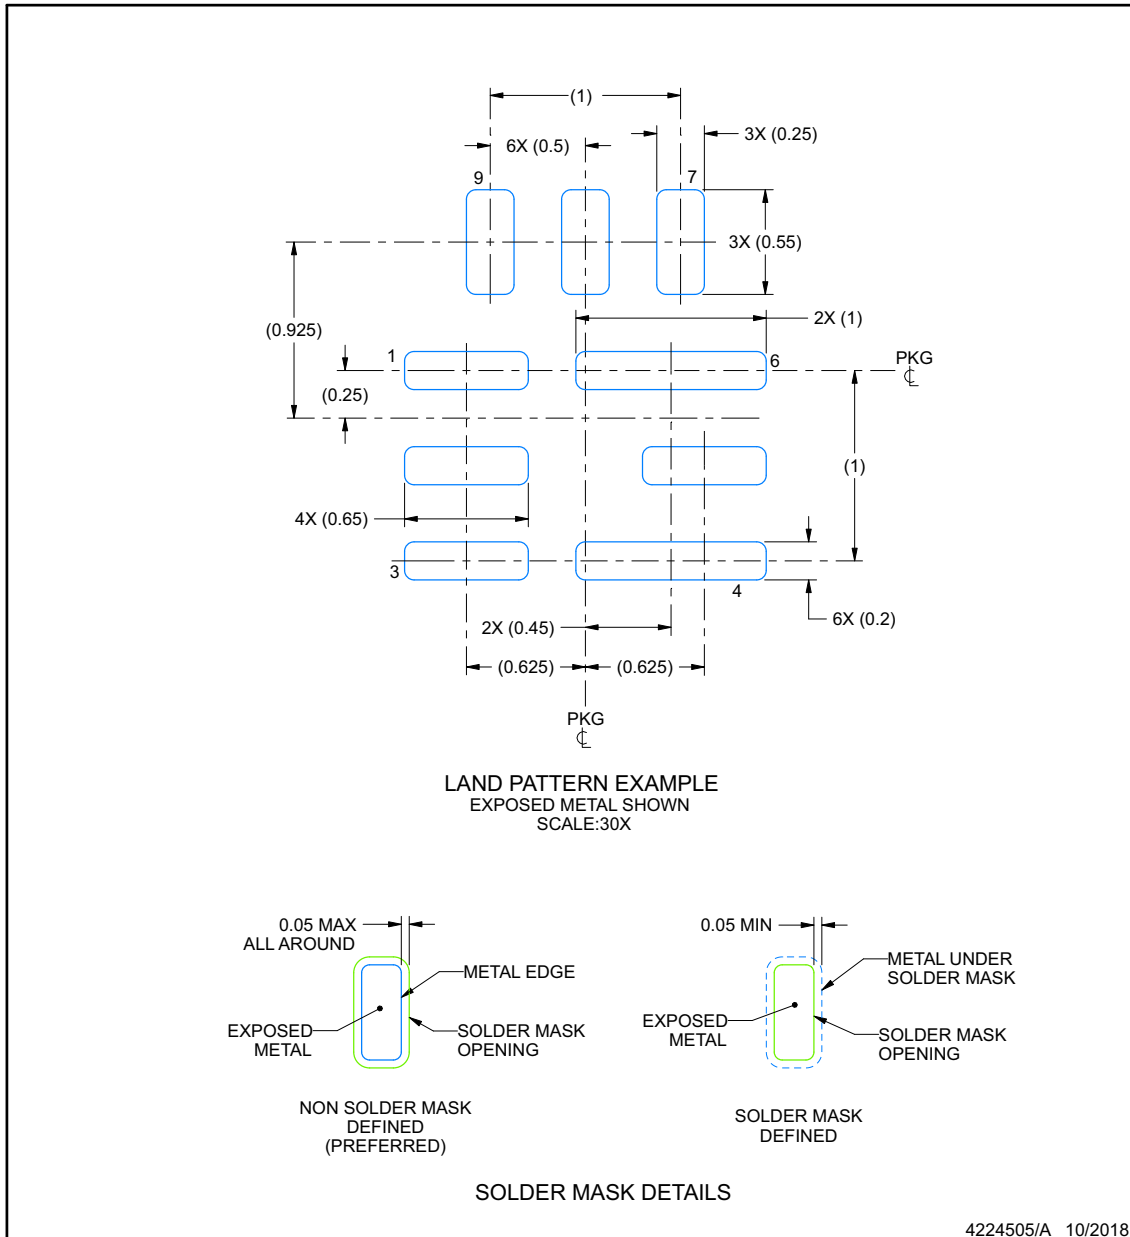 (1)
6X (0.5)
3X (0.25)
9
7
3X (0.55)
(0.925)
2X (1)
1
6
PKG
℄
(0.25)
(1)
4X (0.65)
3
4
6X (0.2)
2X (0.45)
(0.625)
(0.625)
PKG
℄
LAND PATTERN EXAMPLE
EXPOSED METAL SHOWN
SCALE:30X
0.05 MAX
ALL AROUND
METAL EDGE
EXPOSED
METAL
SOLDER MASK
OPENING
NON SOLDER MASK
DEFINED
(PREFERRED)
0.05 MIN
METAL UNDER
SOLDER MASK
EXPOSED
METAL
SOLDER MASK
OPENING
SOLDER MASK
DEFINED
SOLDER MASK DETAILS
4224505/A 10/2018